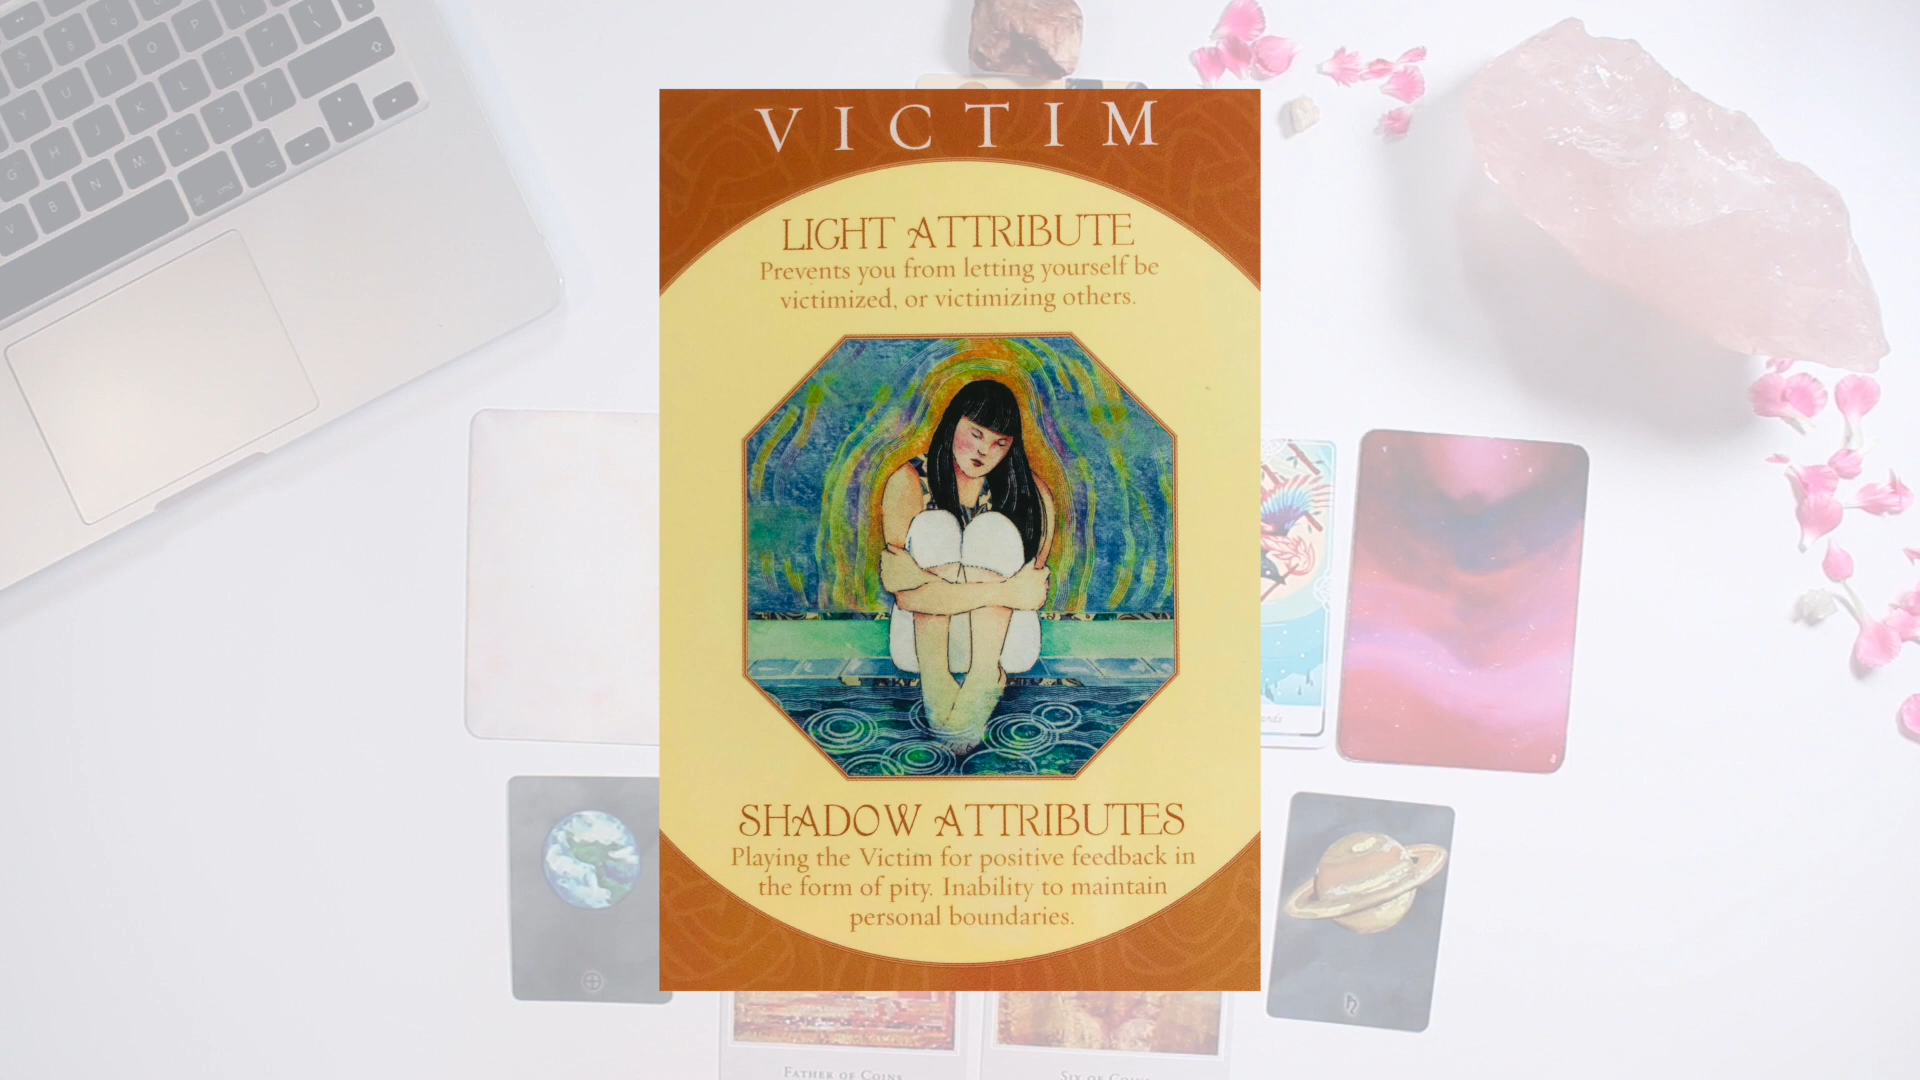 VICTIM
LIGHT ATTRIBUTE
Prevents you from letting yourself be
victimized, or victimizing others.
SHADOW ATTRIBUTES
Playing the Victim for positive feedback in
the form of pity. Inability to maintain
personal boundaries.
FATHER OF COINS
SIX OF COINS